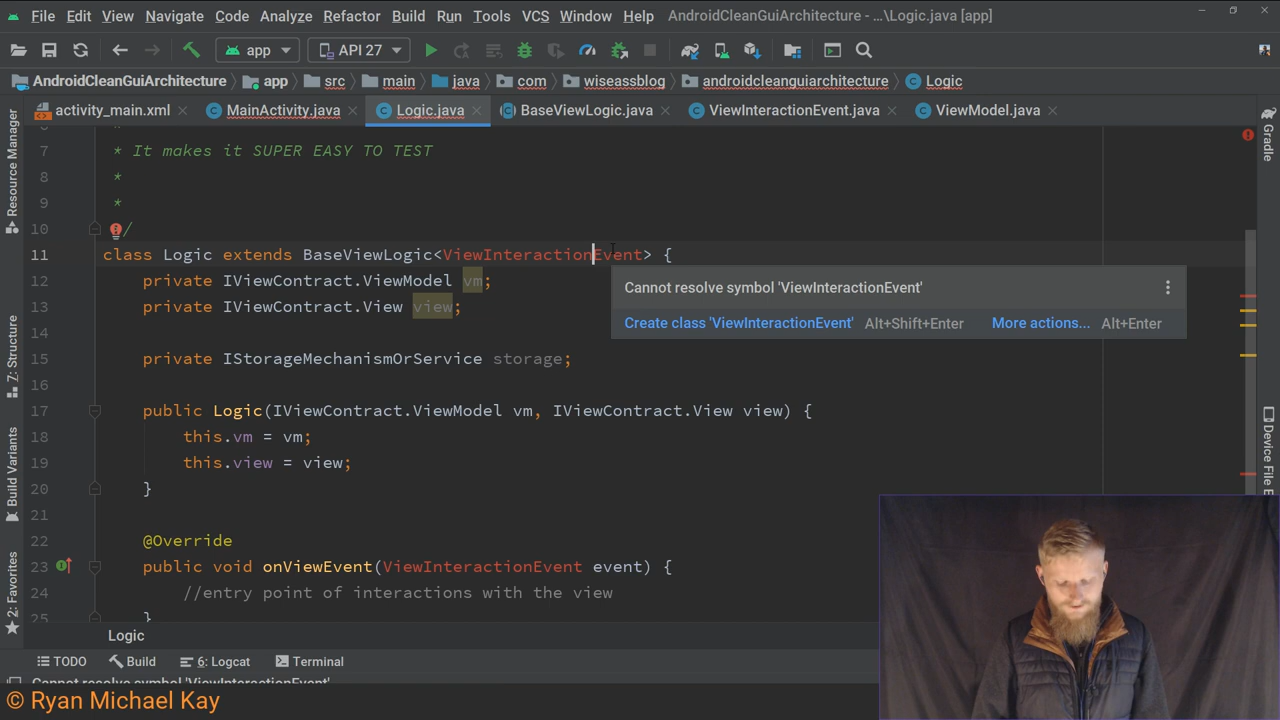 File Edit View Navigate Code Analyze Refactor Build Run Tools VCS Window Help AndroidCleanGuiArchitecture - ...\Logic.java [app]
app API 27
AndroidCleanGuiArchitecture app src main java com wiseassblog androidcleanguiarchitecture Logic
activity_main.xml MainActivity.java Logic.java BaseViewLogic.java ViewInteractionEvent.java ViewModel.java
Resource Manager
7: Structure
Build Variants
2: Favorites
Gradle
Device File E
7 * It makes it SUPER EASY TO TEST
8 *
9 *
10 /
11 class Logic extends BaseViewLogic<ViewInteractionEvent> {
12 private IViewContract.ViewModel vm;
13 private IViewContract.View view;
14
15 private IStorageMechanismOrService storage;
16
17 public Logic(IViewContract.ViewModel vm, IViewContract.View view) {
18 this.vm = vm;
19 this.view = view;
20 }
21
22 @Override
23 public void onViewEvent(ViewInteractionEvent event) {
24 //entry point of interactions with the view
25 }
Cannot resolve symbol 'ViewInteractionEvent'
Create class 'ViewInteractionEvent' Alt+Shift+Enter More actions... Alt+Enter
Logic
TODO Build 6: Logcat Terminal
Cannot resolve symbol 'ViewInteractionEvent'
© Ryan Michael Kay